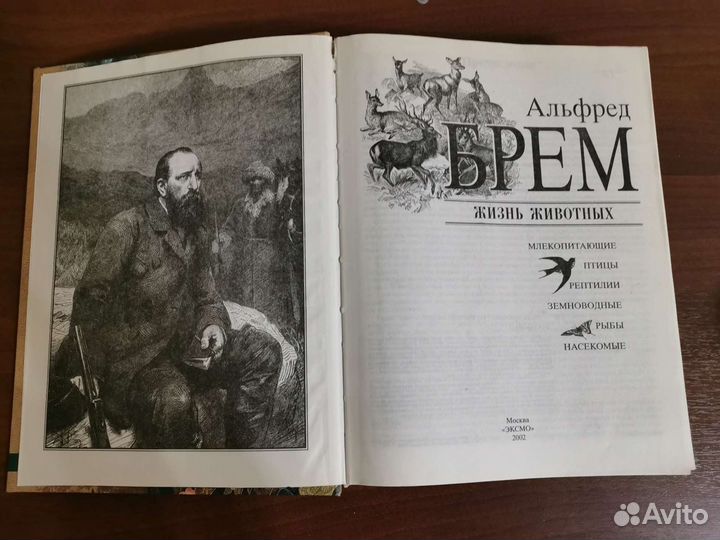 Альфред
БРЕМ
ЖИЗНЬ ЖИВОТНЫХ
МЛЕКОПИТАЮЩИЕ
ПТИЦЫ
РЕПТИЛИИ
ЗЕМНОВОДНЫЕ
РЫБЫ
НАСЕКОМЫЕ
Москва
«ЭКСМО»
2002
Avito